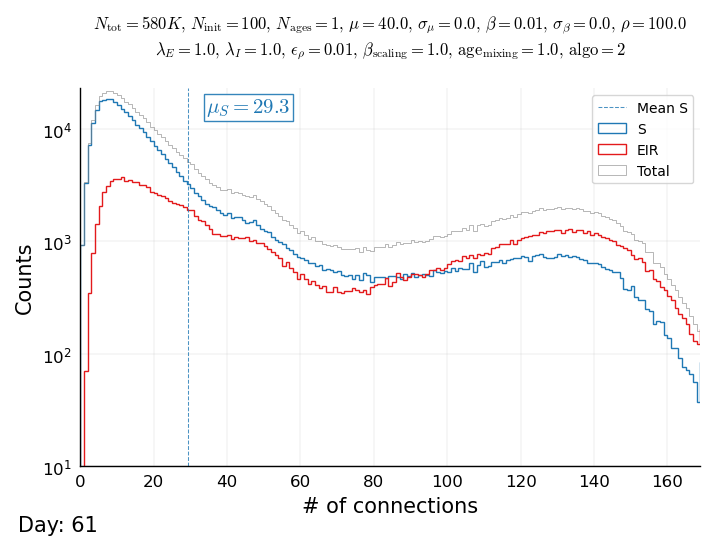 N_tot = 580K, N_init = 100, N_ages = 1, μ = 40.0, σ_μ = 0.0, β = 0.01, σ_β = 0.0, ρ = 100.0
λ_E = 1.0, λ_I = 1.0, ϵ_ρ = 0.01, β_scaling = 1.0, age_mixing = 1.0, algo = 2
μ_S = 29.3
Mean S
S
EIR
Total
10^4
10^3
10^2
10^1
Counts
0 20 40 60 80 100 120 140 160
# of connections
Day: 61